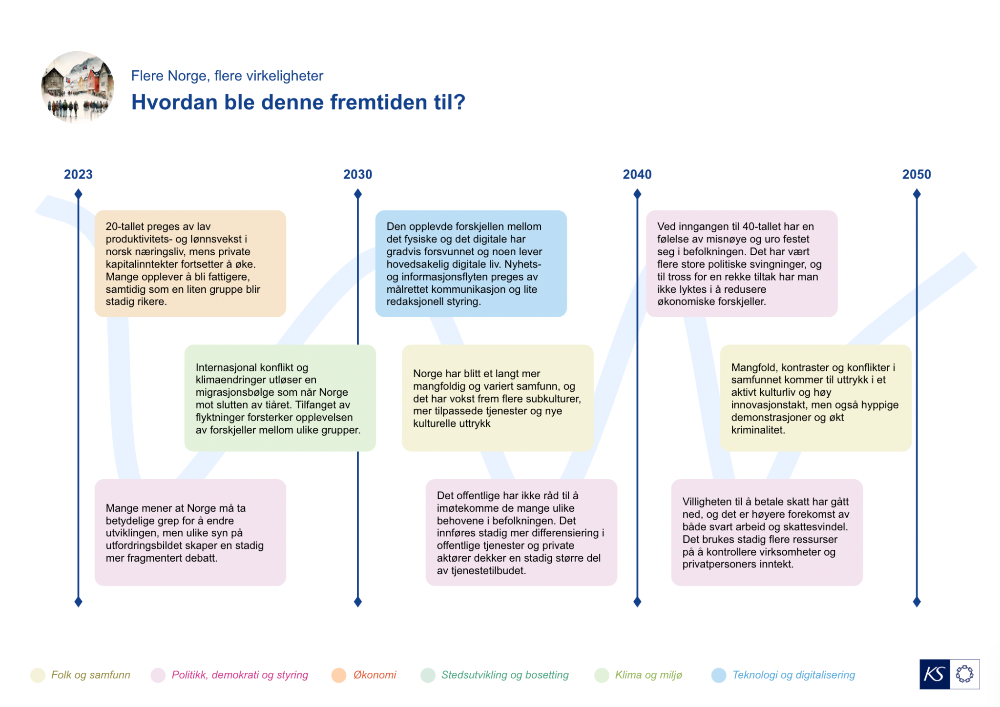 Flere Norge, flere virkeligheter
Hvordan ble denne fremtiden til?
2023
2030
2040
2050
20-tallet preges av lav
produktivitets- og lønnsvekst i
norsk næringsliv, mens private
kapitalinntekter fortsetter å øke.
Mange opplever å bli fattigere,
samtidig som en liten gruppe blir
stadig rikere.
Internasjonal konflikt og
klimaendringer utløser en
migrasjonsbølge som når Norge
mot slutten av tiåret. Tilfanget av
flyktninger forsterker opplevelsen
av forskjeller mellom ulike grupper.
Mange mener at Norge må ta
betydelige grep for å endre
utviklingen, men ulike syn på
utfordringsbildet skaper en stadig
mer fragmentert debatt.
Den opplevde forskjellen mellom
det fysiske og det digitale har
gradvis forsvunnet og noen lever
hovedsakelig digitale liv. Nyhets-
og informasjonsflyten preges av
målrettet kommunikasjon og lite
redaksjonell styring.
Norge har blitt et langt mer
mangfoldig og variert samfunn, og
det har vokst frem flere subkulturer,
mer tilpassede tjenester og nye
kulturelle uttrykk
Det offentlige har ikke råd til å
imøtekomme de mange ulike
behovene i befolkningen. Det
innføres stadig mer differensiering i
offentlige tjenester og private
aktører dekker en stadig større del
av tjenestetilbudet.
Ved inngangen til 40-tallet har en
følelse av misnøye og uro festet
seg i befolkningen. Det har vært
flere store politiske svingninger, og
til tross for en rekke tiltak har man
ikke lyktes i å redusere
økonomiske forskjeller.
Mangfold, kontraster og konflikter i
samfunnet kommer til uttrykk i et
aktivt kulturliv og høy
innovasjonstakt, men også hyppige
demonstrasjoner og økt
kriminalitet.
Villigheten til å betale skatt har gått
ned, og det er høyere forekomst av
både svart arbeid og skattesvindel.
Det brukes stadig flere ressurser
på å kontrollere virksomheter og
privatpersoners inntekt.
Folk og samfunn
Politikk, demokrati og styring
Økonomi
Stedsutvikling og bosetting
Klima og miljø
Teknologi og digitalisering
KS